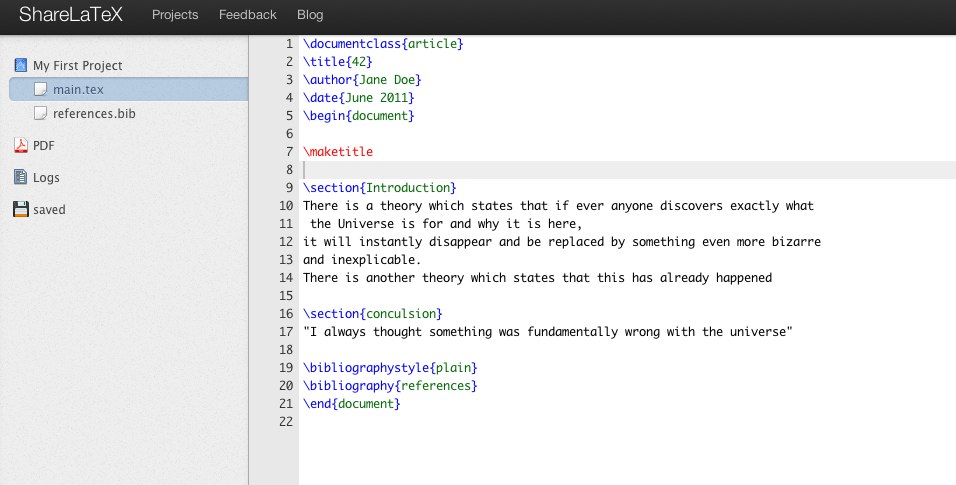 ShareLaTeX Projects Feedback Blog
My First Project
main.tex
references.bib
PDF
Logs
saved
1 \documentclass{article}
2 \title{42}
3 \author{Jane Doe}
4 \date{June 2011}
5 \begin{document}
6
7 \maketitle
8
9 \section{Introduction}
10 There is a theory which states that if ever anyone discovers exactly what
11  the Universe is for and why it is here,
12 it will instantly disappear and be replaced by something even more bizarre
13 and inexplicable.
14 There is another theory which states that this has already happened
15
16 \section{conculsion}
17 "I always thought something was fundamentally wrong with the universe"
18
19 \bibliographystyle{plain}
20 \bibliography{references}
21 \end{document}
22